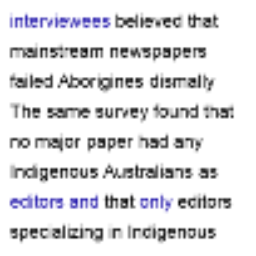 interviewees believed that
mainstream newspapers
failed Aborigines dismally
The same survey found that
no major paper had any
Indigenous Australians as
editors and that only editors
specializing in Indigenous